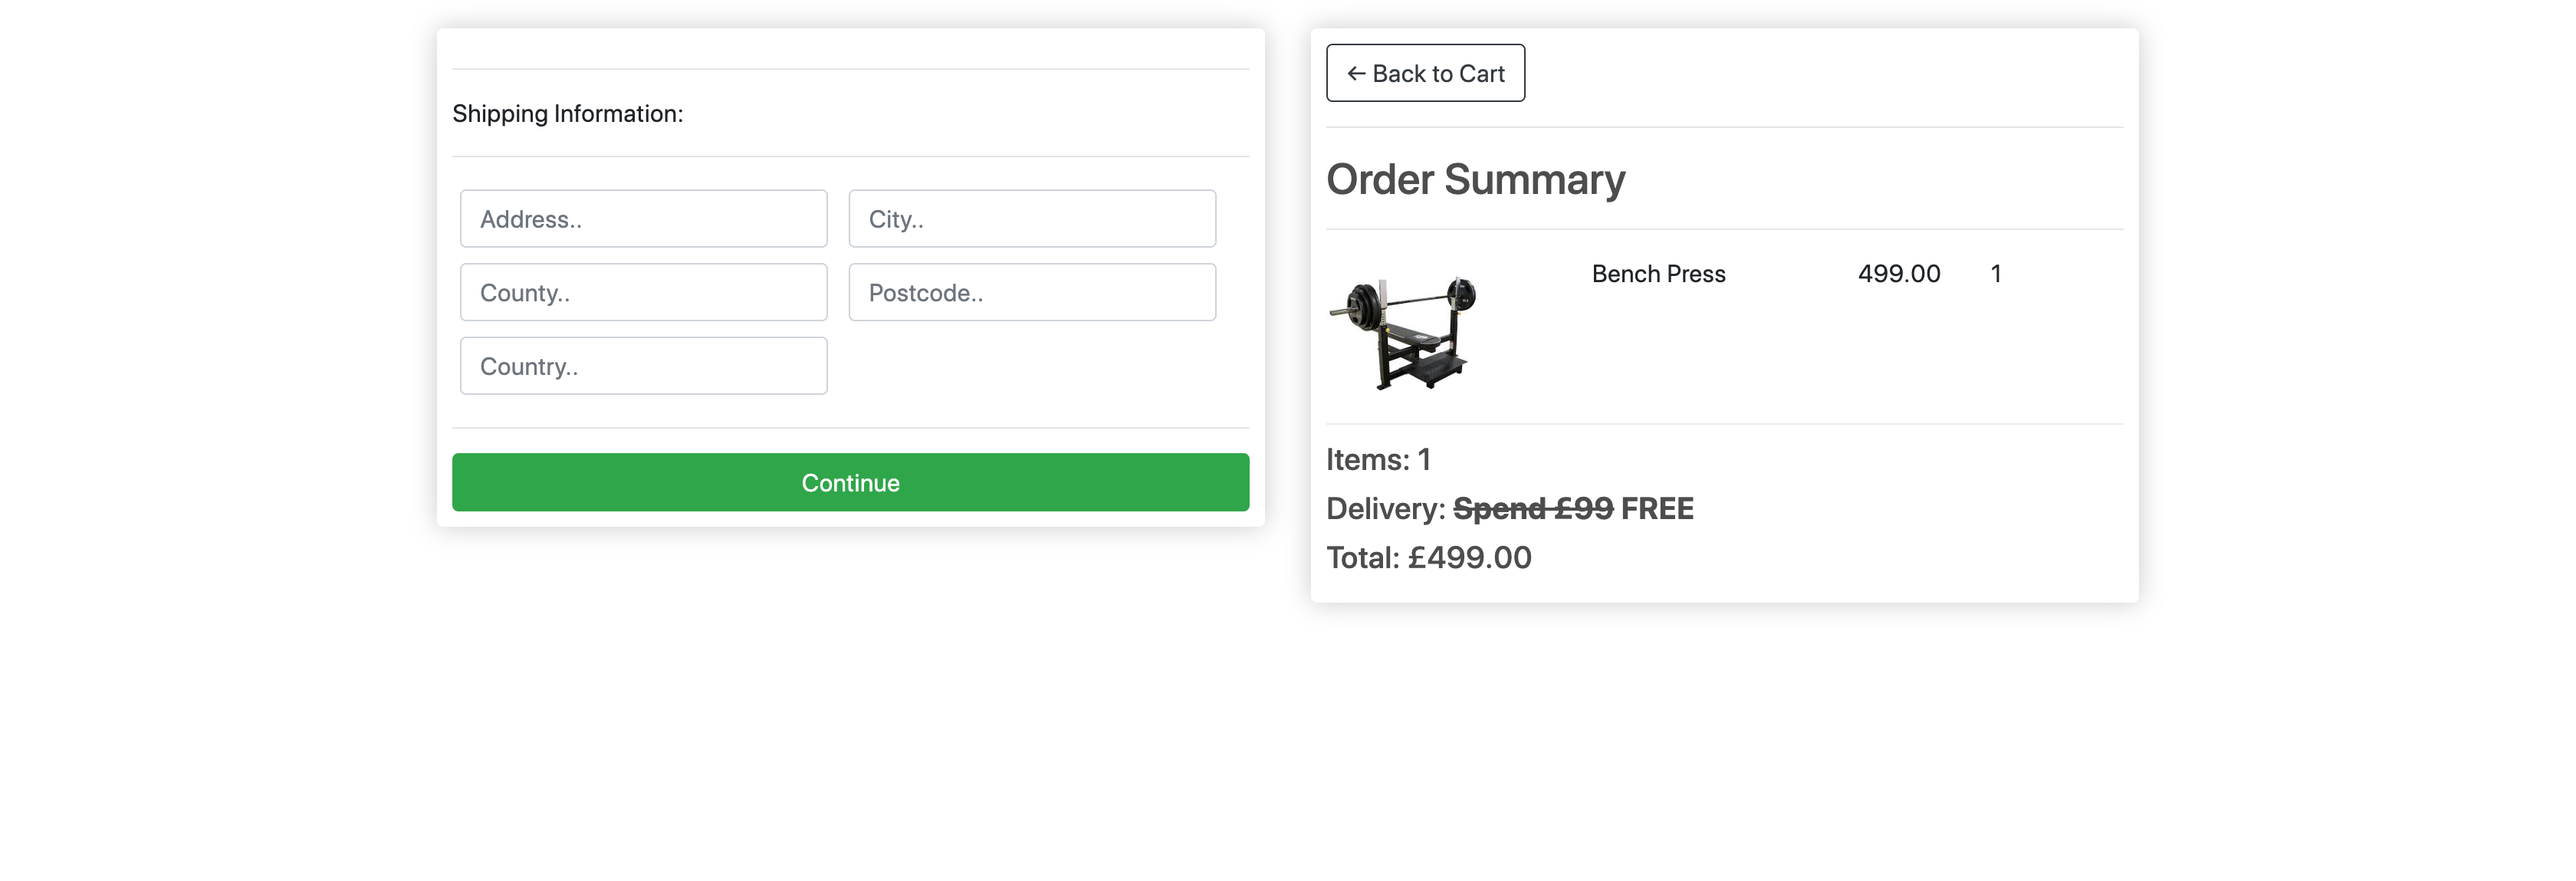 Shipping Information:
Address..
City..
County..
Postcode..
Country..
Continue
← Back to Cart
Order Summary
Bench Press 499.00 1
Items: 1
Delivery: Spend £99 FREE
Total: £499.00